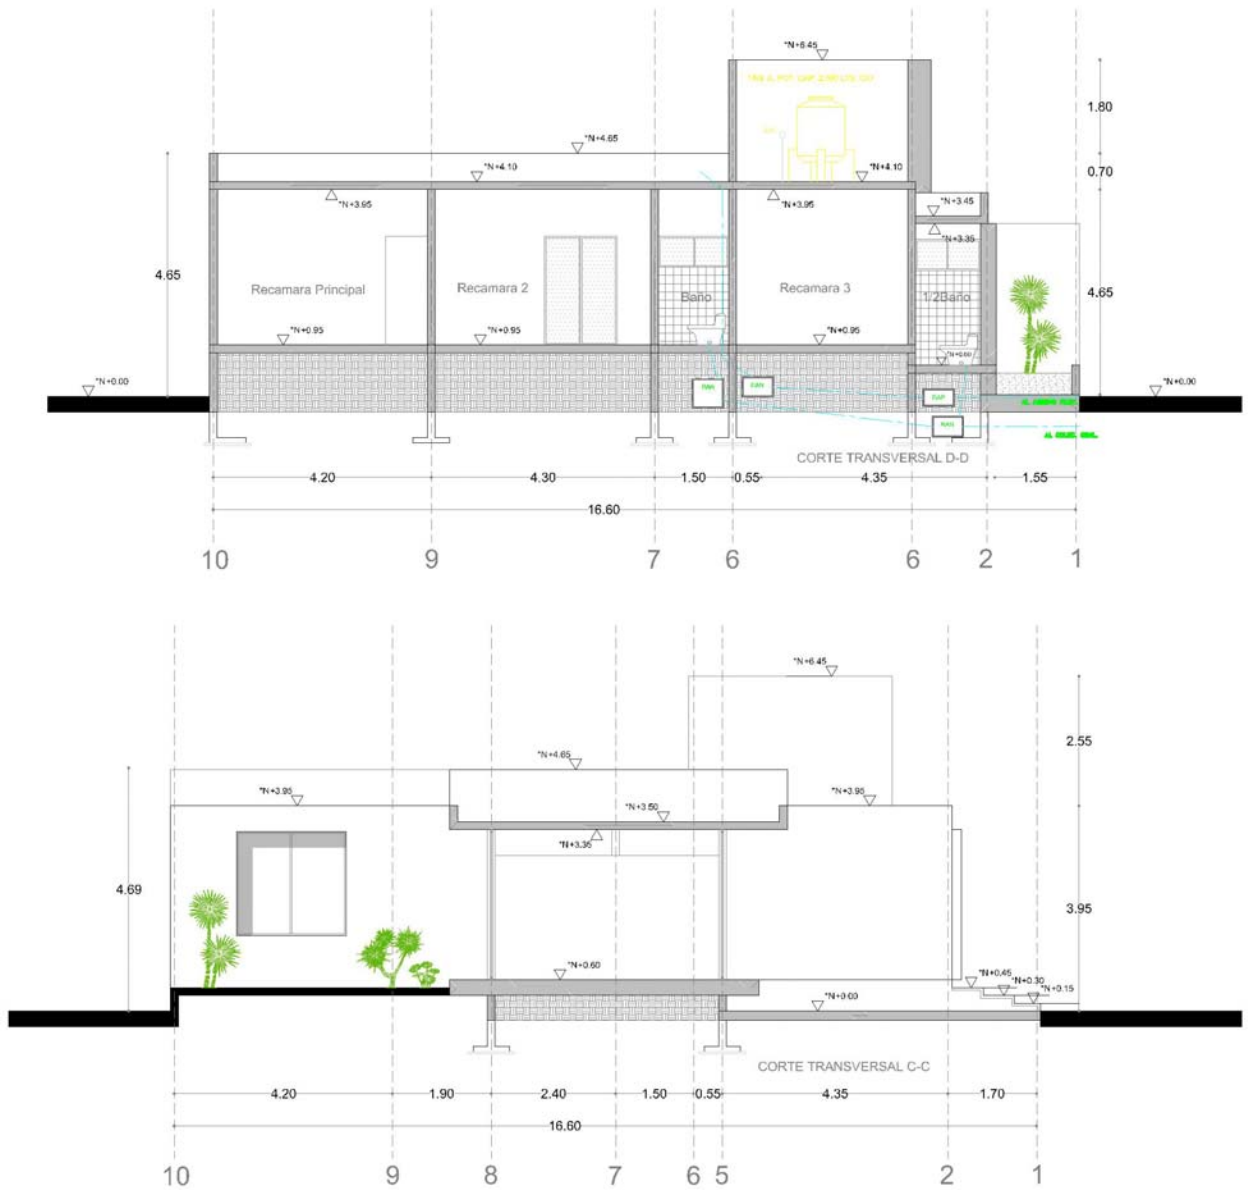 °N+6.45
1.80
°N+4.65
0.70
°N+4.10
°N+4.10
°N+3.95
°N+3.95
°N+3.45
°N+3.35
4.65
Recamara Principal
Recamara 2
Baño
Recamara 3
1/2Baño
4.65
°N+0.95
°N+0.95
°N+0.95
°N+0.60
°N+0.00
°N+0.00
CORTE TRANSVERSAL D-D
4.20
4.30
1.50
0.55
4.35
1.55
16.60
10
9
7
6
6
2
1
°N+6.45
2.55
°N+4.65
°N+3.95
°N+3.95
°N+3.50
°N+3.35
4.69
3.95
°N+0.60
°N+0.45
°N+0.30
°N+0.15
°N+0.00
CORTE TRANSVERSAL C-C
4.20
1.90
2.40
1.50
0.55
4.35
1.70
16.60
10
9
8
7
6
5
2
1